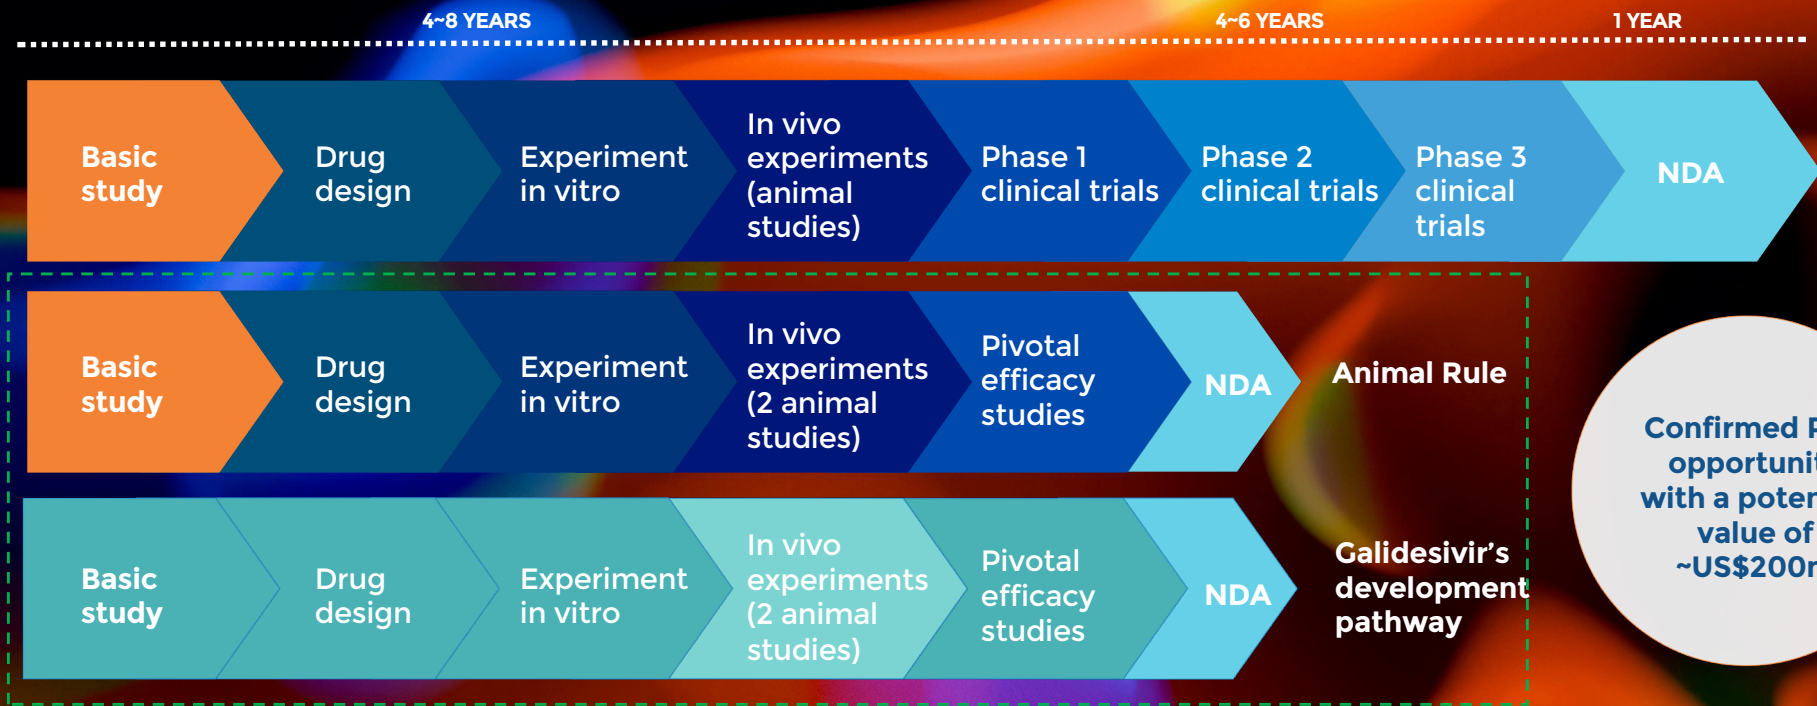 4~8 YEARS
4~6 YEARS
1 YEAR
Basic
study
Drug
design
Experiment
in vitro
In vivo
experiments
(animal
studies)
Phase 1
clinical trials
Phase 2
clinical trials
Phase 3
clinical
trials
NDA
Basic
study
Drug
design
Experiment
in vitro
In vivo
experiments
(2 animal
studies)
Pivotal
efficacy
studies
NDA
Animal Rule
Basic
study
Drug
design
Experiment
in vitro
In vivo
experiments
(2 animal
studies)
Pivotal
efficacy
studies
NDA
Galidesivir’s
development
pathway
Confirmed
with a
value of